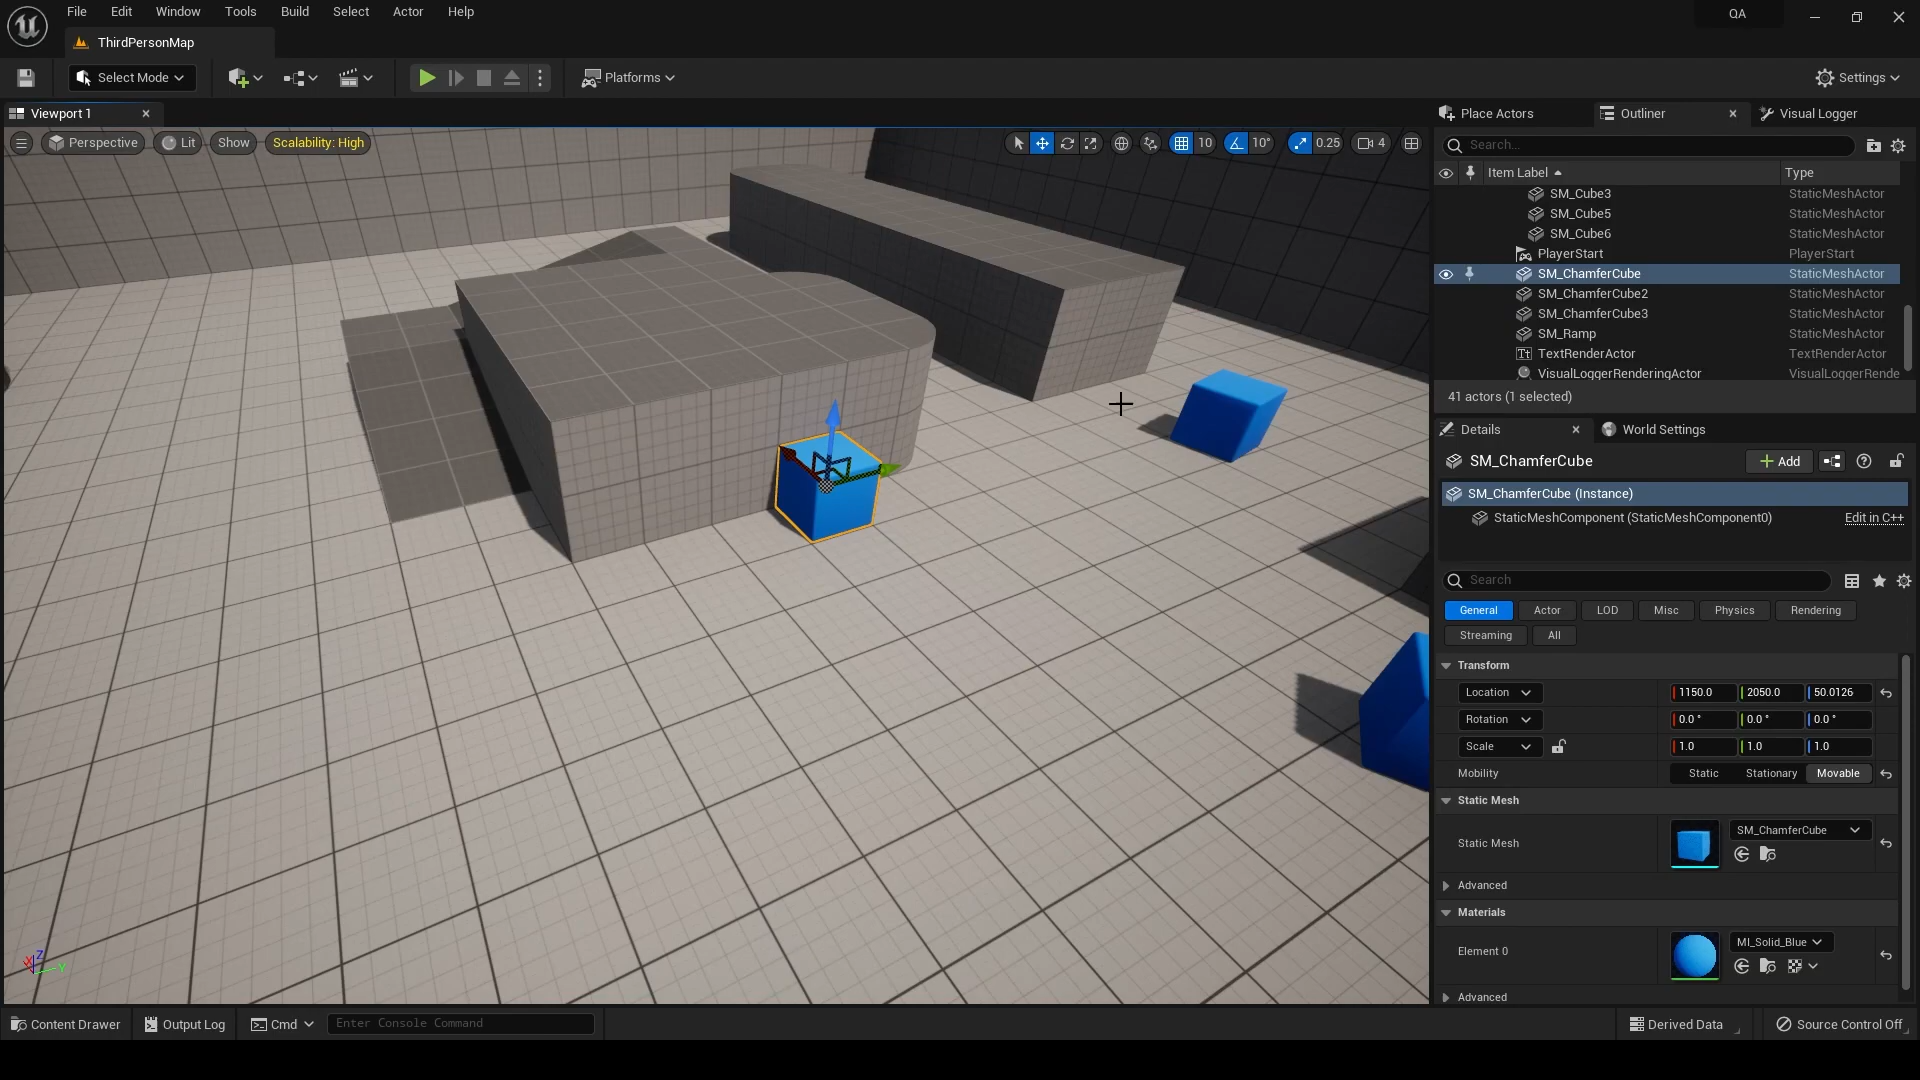 File Edit Window Tools Build Select Actor Help
QA
ThirdPersonMap
Select Mode
Platforms
Settings
Viewport 1
Perspective Lit Show Scalability: High
10 10° 0.25 4
Place Actors Outliner Visual Logger
Search...
Item Label Type
SM_Cube3 StaticMeshActor
SM_Cube5 StaticMeshActor
SM_Cube6 StaticMeshActor
PlayerStart PlayerStart
SM_ChamferCube StaticMeshActor
SM_ChamferCube2 StaticMeshActor
SM_ChamferCube3 StaticMeshActor
SM_Ramp StaticMeshActor
Tt TextRenderActor TextRenderActor
VisualLoggerRenderingActor VisualLoggerRende
41 actors (1 selected)
Details World Settings
SM_ChamferCube
+ Add
SM_ChamferCube (Instance)
StaticMeshComponent (StaticMeshComponent0) Edit in C++
Search
General Actor LOD Misc Physics Rendering
Streaming All
Transform
Location 1150.0 2050.0 50.0126
Rotation 0.0 ° 0.0 ° 0.0 °
Scale 1.0 1.0 1.0
Mobility Static Stationary Movable
Static Mesh
Static Mesh SM_ChamferCube
Advanced
Materials
Element 0 MI_Solid_Blue
Advanced
X Z Y
Content Drawer Output Log Cmd Enter Console Command Derived Data Source Control Off